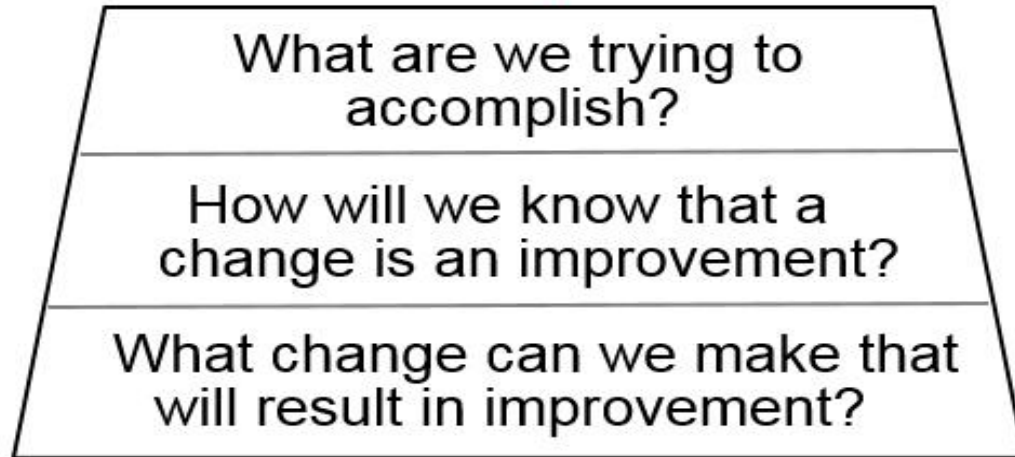 What are we trying to
accomplish?
How will we know that a
change is an improvement?
What change can we make that
will result in improvement?